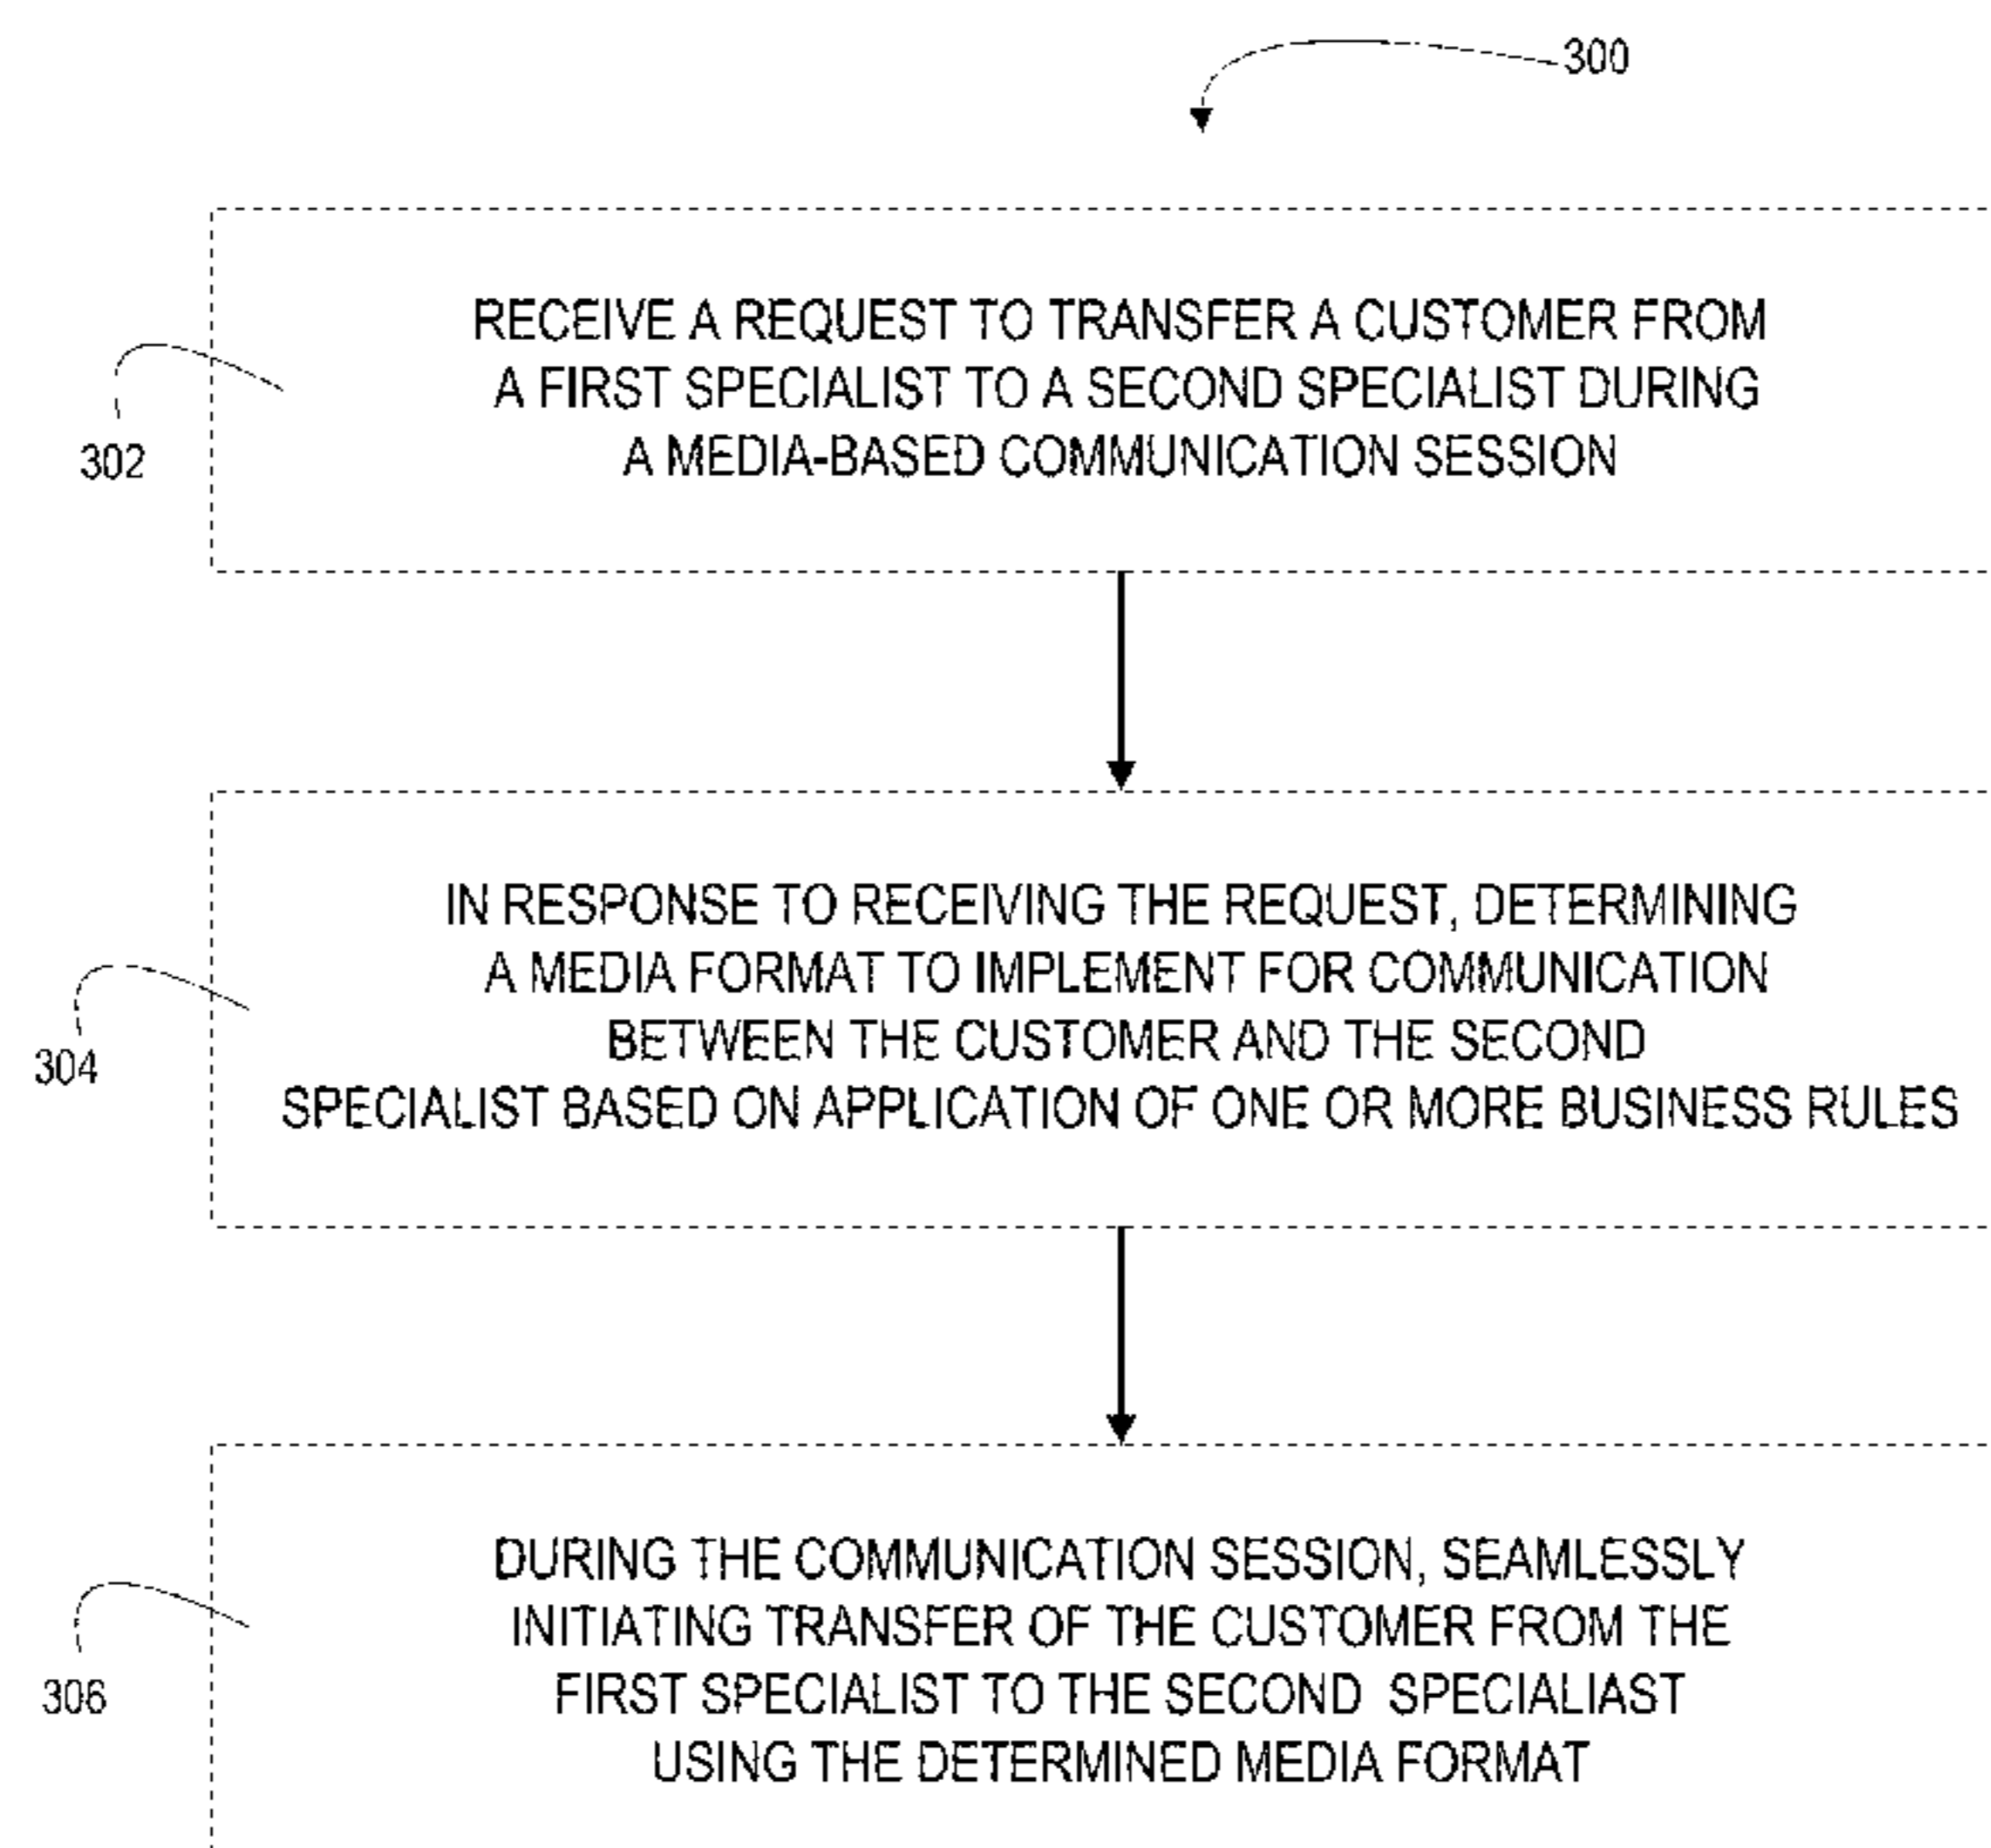 300
RECEIVE A REQUEST TO TRANSFER A CUSTOMER FROM
A FIRST SPECIALIST TO A SECOND SPECIALIST DURING
A MEDIA-BASED COMMUNICATION SESSION
302
IN RESPONSE TO RECEIVING THE REQUEST, DETERMINING
A MEDIA FORMAT TO IMPLEMENT FOR COMMUNICATION
BETWEEN THE CUSTOMER AND THE SECOND
SPECIALIST BASED ON APPLICATION OF ONE OR MORE BUSINESS RULES
304
DURING THE COMMUNICATION SESSION, SEAMLESSLY
INITIATING TRANSFER OF THE CUSTOMER FROM THE
FIRST SPECIALIST TO THE SECOND SPECIALIAST
USING THE DETERMINED MEDIA FORMAT
306